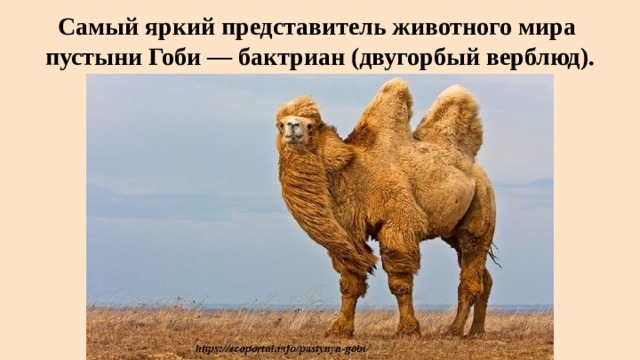 Самый яркий представитель животного мира
пустыни Гоби — бактриан (двугорбый верблюд).
https://ecoportal.info/pustynya-gobi/